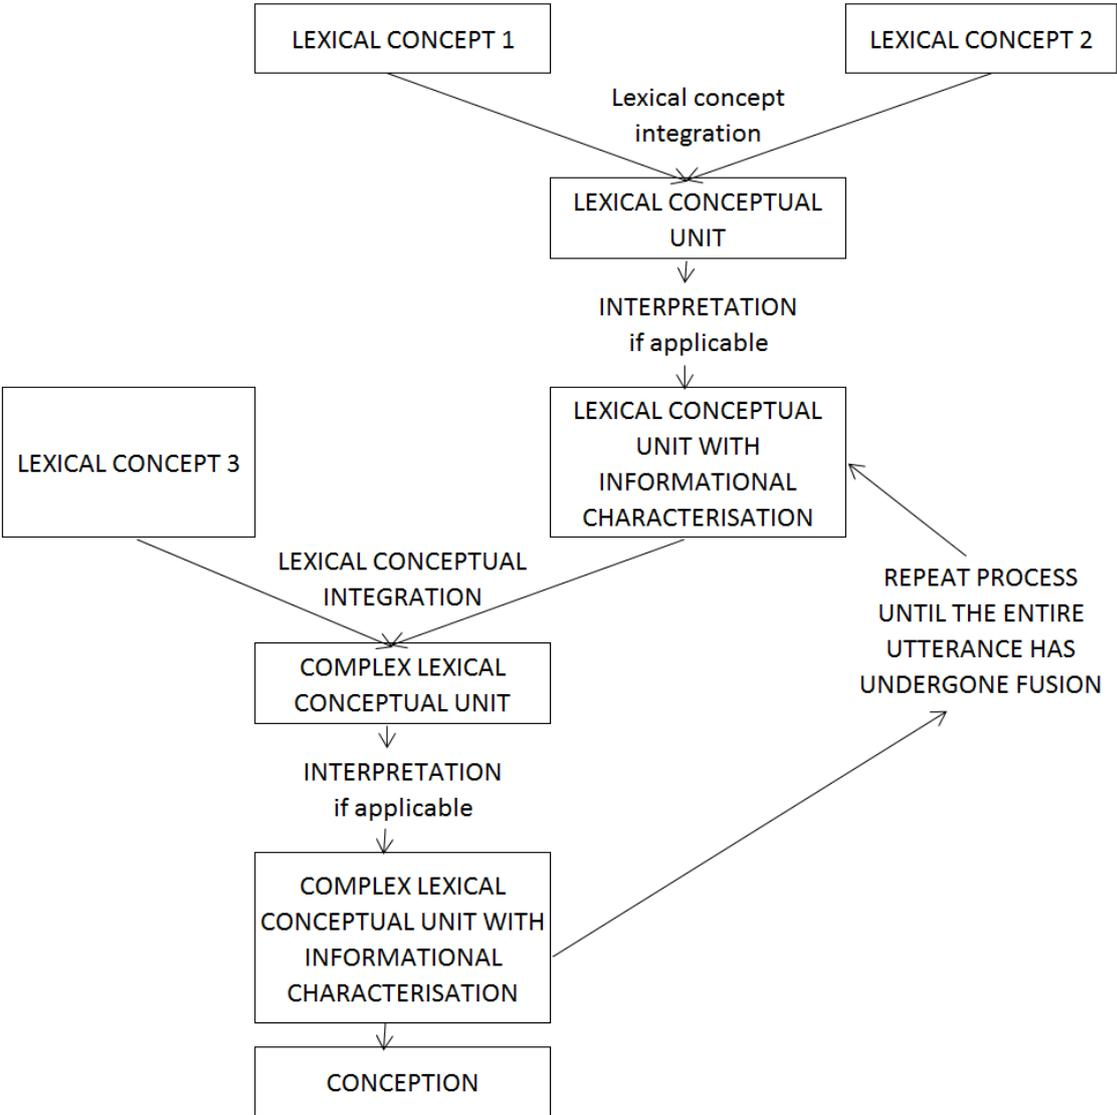 LEXICAL CONCEPT 1
LEXICAL CONCEPT 2
Lexical concept
integration
LEXICAL CONCEPTUAL
UNIT
INTERPRETATION
if applicable
LEXICAL CONCEPTUAL
UNIT WITH
INFORMATIONAL
CHARACTERISATION
LEXICAL CONCEPT 3
LEXICAL CONCEPTUAL
INTEGRATION
REPEAT PROCESS
UNTIL THE ENTIRE
UTTERANCE HAS
UNDERGONE FUSION
COMPLEX LEXICAL
CONCEPTUAL UNIT
INTERPRETATION
if applicable
COMPLEX LEXICAL
CONCEPTUAL UNIT WITH
INFORMATIONAL
CHARACTERISATION
CONCEPTION